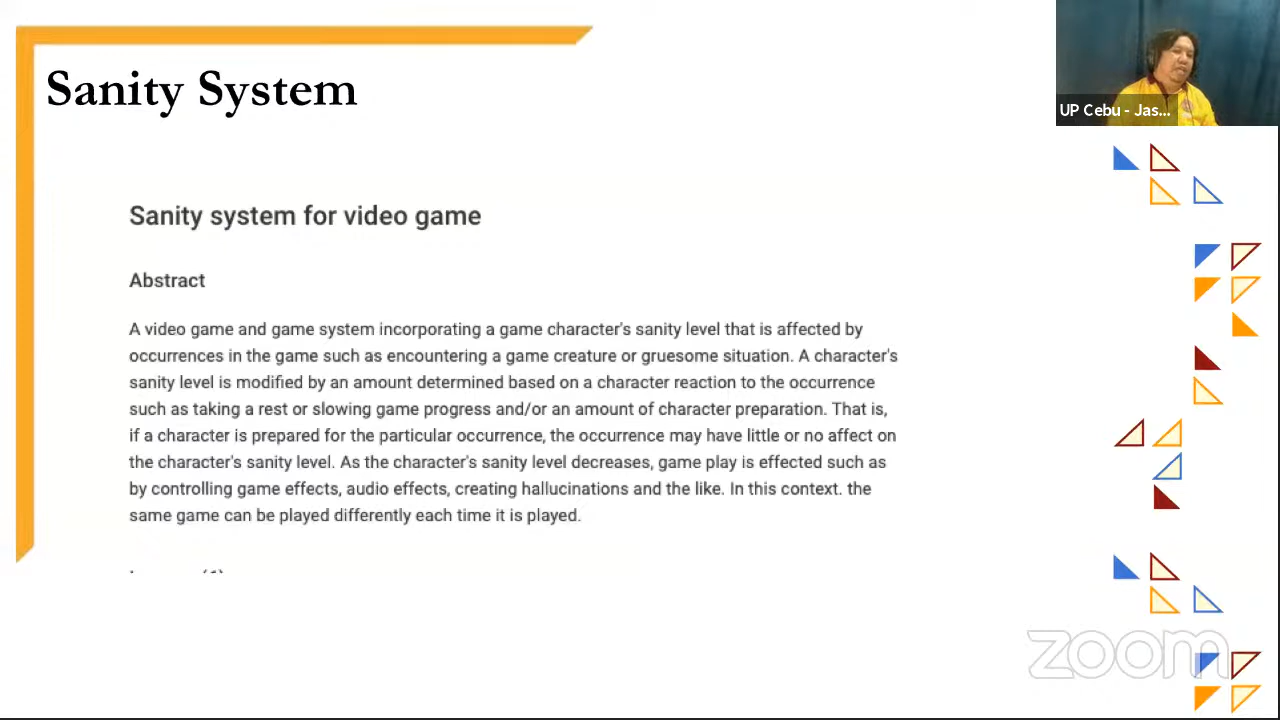 Sanity System
UP Cebu - Jas...
Sanity system for video game
Abstract
A video game and game system incorporating a game character's sanity level that is affected by
occurrences in the game such as encountering a game creature or gruesome situation. A character's
sanity level is modified by an amount determined based on a character reaction to the occurrence
such as taking a rest or slowing game progress and/or an amount of character preparation. That is,
if a character is prepared for the particular occurrence, the occurrence may have little or no affect on
the character's sanity level. As the character's sanity level decreases, game play is effected such as
by controlling game effects, audio effects, creating hallucinations and the like. In this context. the
same game can be played differently each time it is played.
zoom